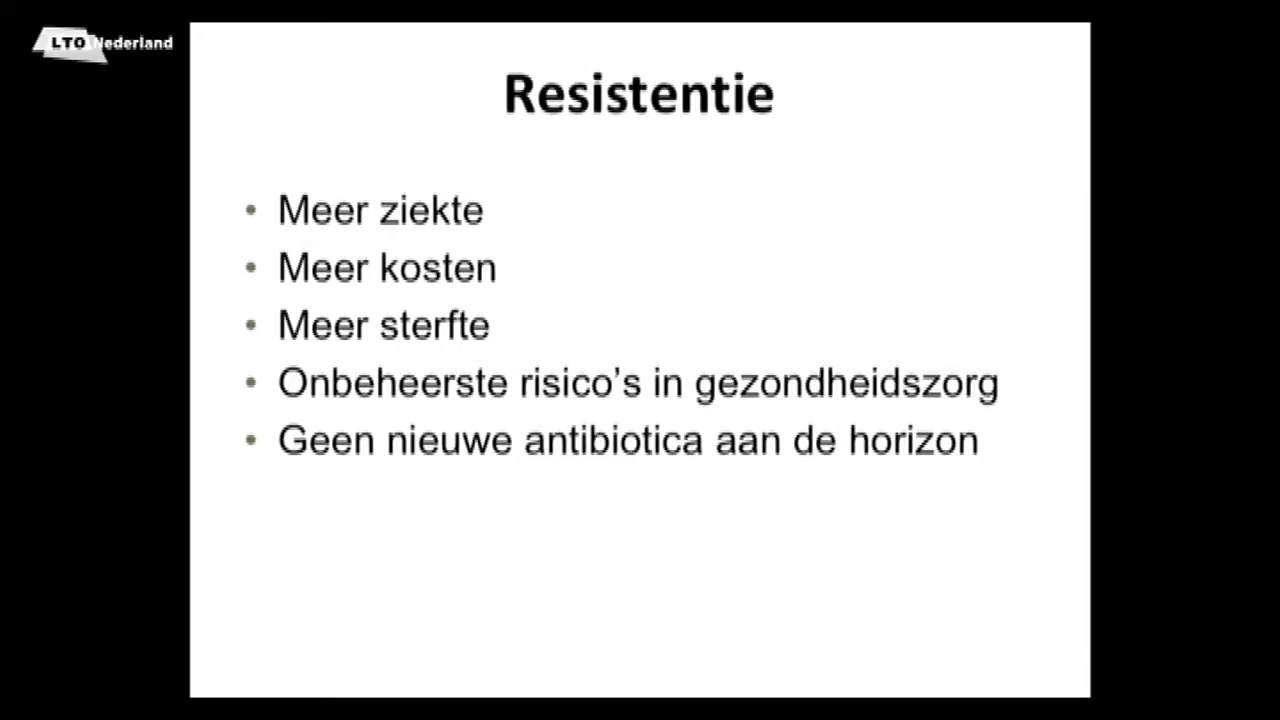 LTO Nederland
Resistentie
• Meer ziekte
• Meer kosten
• Meer sterfte
• Onbeheerste risico’s in gezondheidszorg
• Geen nieuwe antibiotica aan de horizon